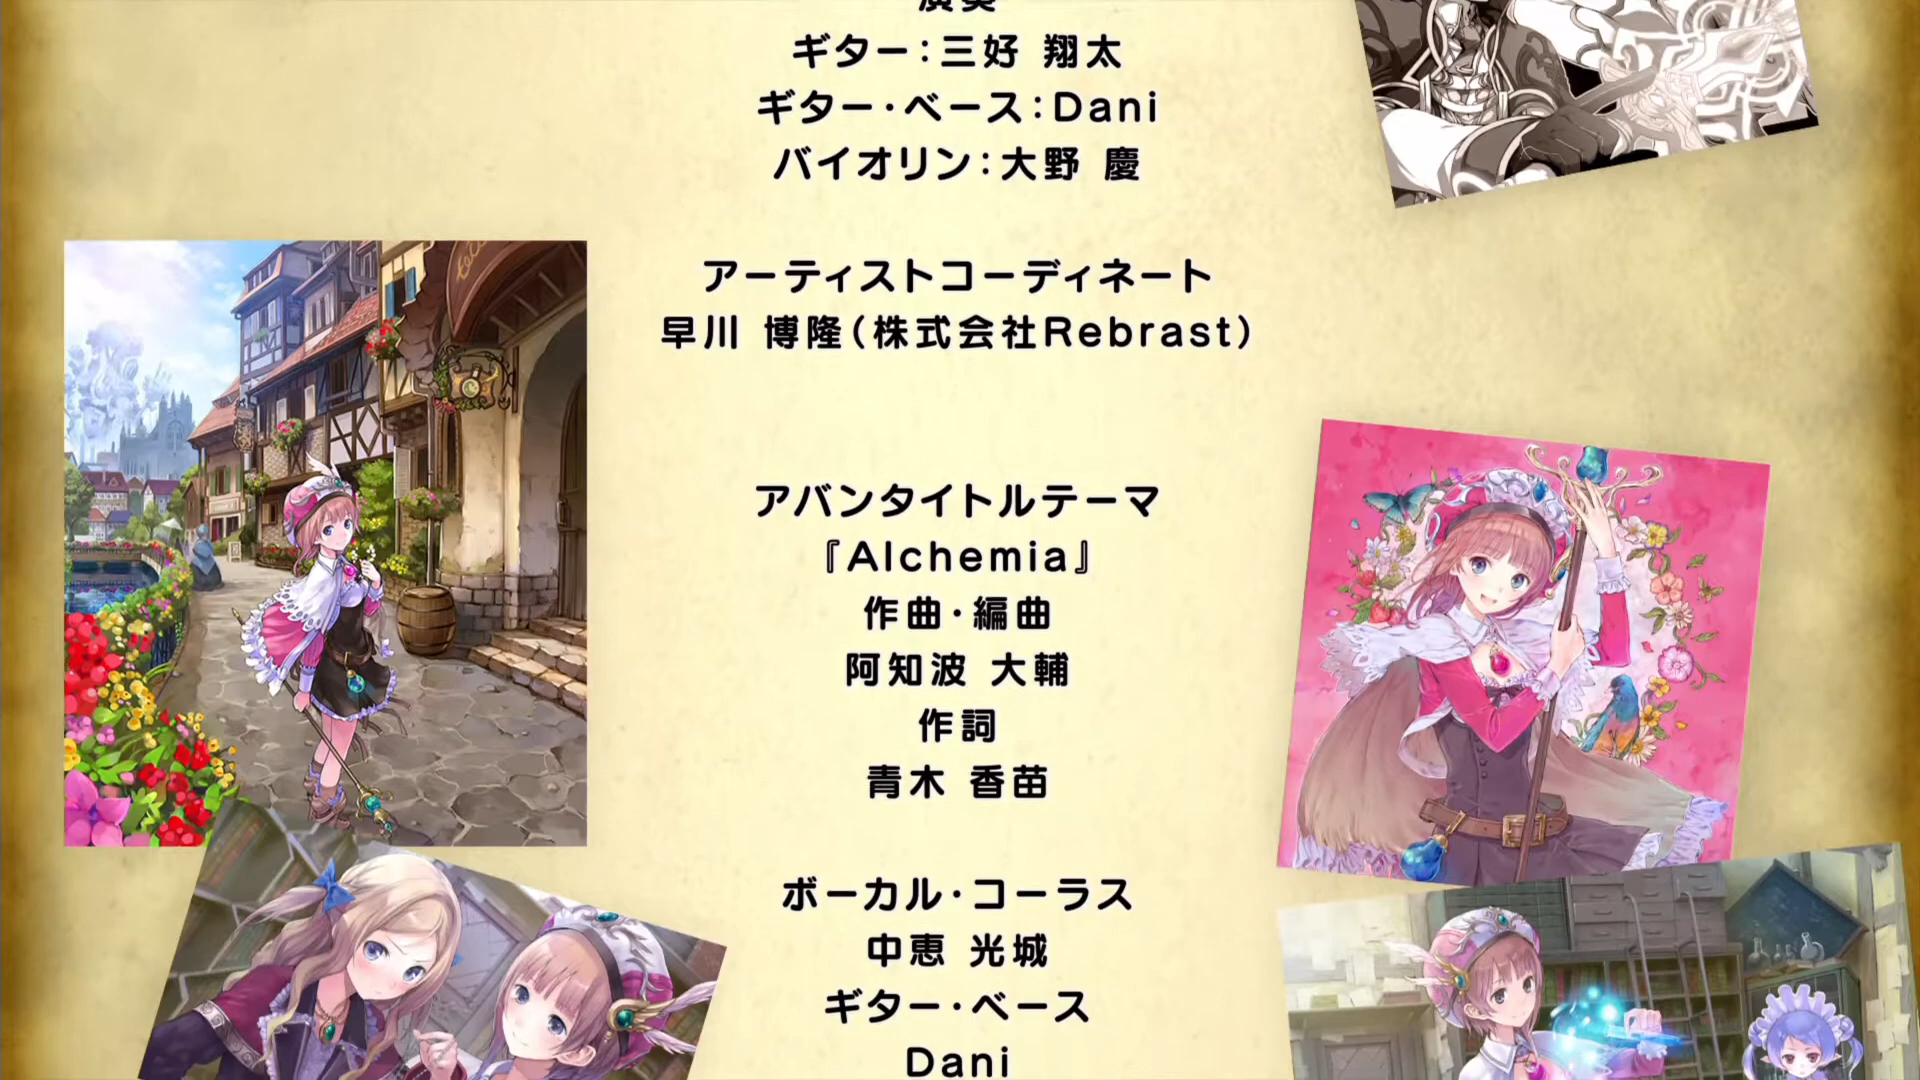 演奏
ギター：三好 翔太
ギター・ベース：Dani
バイオリン：大野 慶
アーティストコーディネート
早川 博隆（株式会社Rebrast）
アバンタイトルテーマ
『Alchemia』
作曲・編曲
阿知波 大輔
作詞
青木 香苗
ボーカル・コーラス
中恵 光城
ギター・ベース
Dani